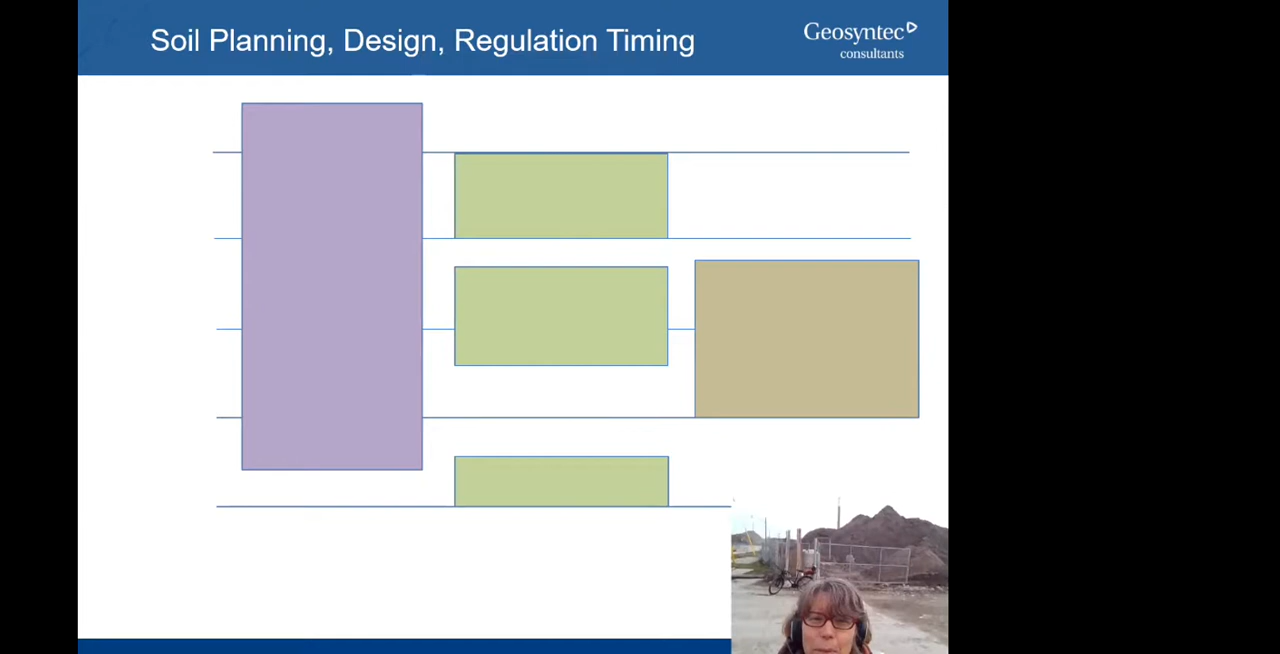 Soil Planning, Design, Regulation Timing
Geosyntec
consultants